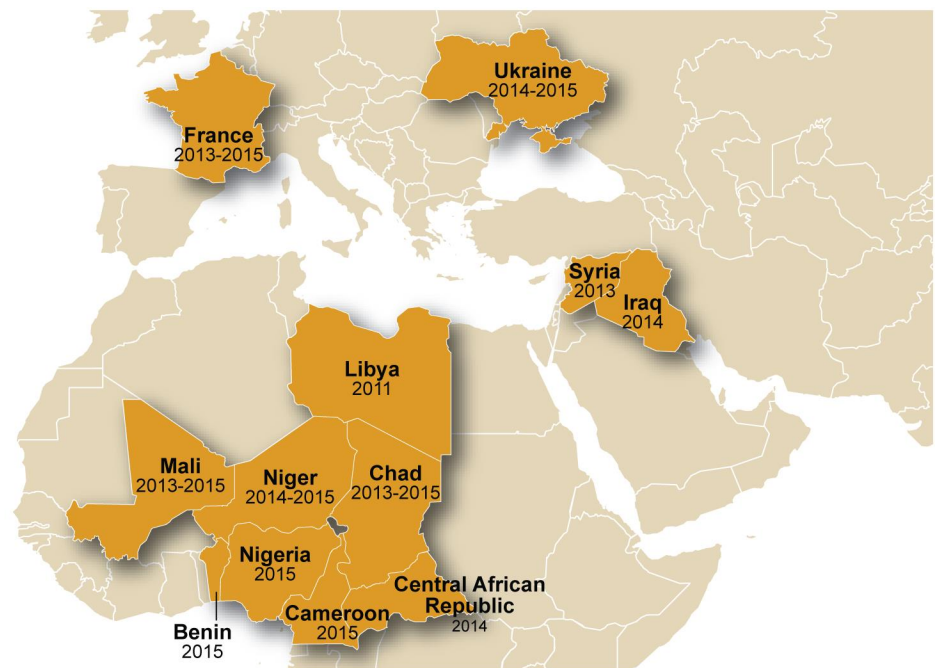 Ukraine
2014-2015
France
2013-2015
Syria
2013
Iraq
2014
Libya
2011
Mali
2013-2015
Niger
2014-2015
Chad
2013-2015
Nigeria
2015
Central African
Republic
2014
Cameroon
2015
Benin
2015